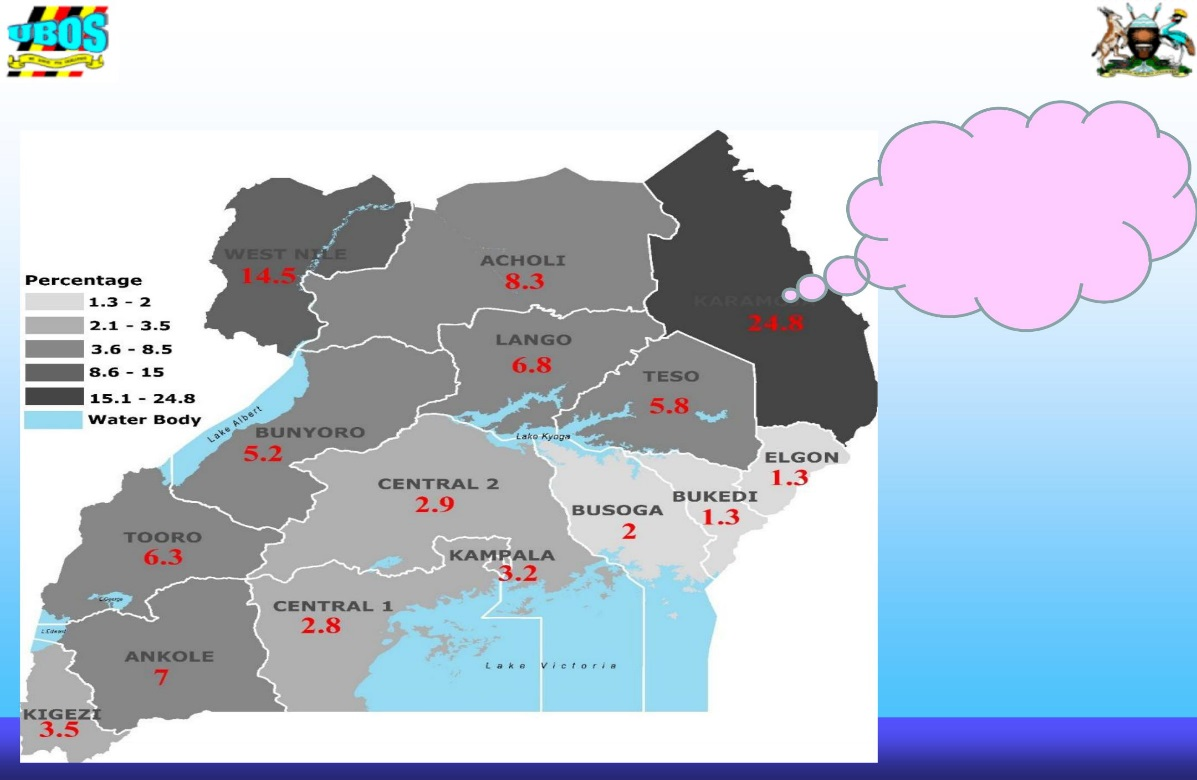 UBOS
WEST NILE
14.5
ACHOLI
8.3
KARAM
24.8
Percentage
1.3 - 2
2.1 - 3.5
3.6 - 8.5
8.6 - 15
15.1 - 24.8
Water Body
LANGO
6.8
TESO
5.8
Lake Albert
BUNYORO
5.2
Lake Kyoga
ELGON
1.3
CENTRAL 2
2.9
BUKEDI
1.3
BUSOGA
2
TOORO
6.3
KAMPALA
3.2
CENTRAL 1
2.8
L.George
L.Edward
ANKOLE
7
Lake Victoria
KIGEZI
3.5